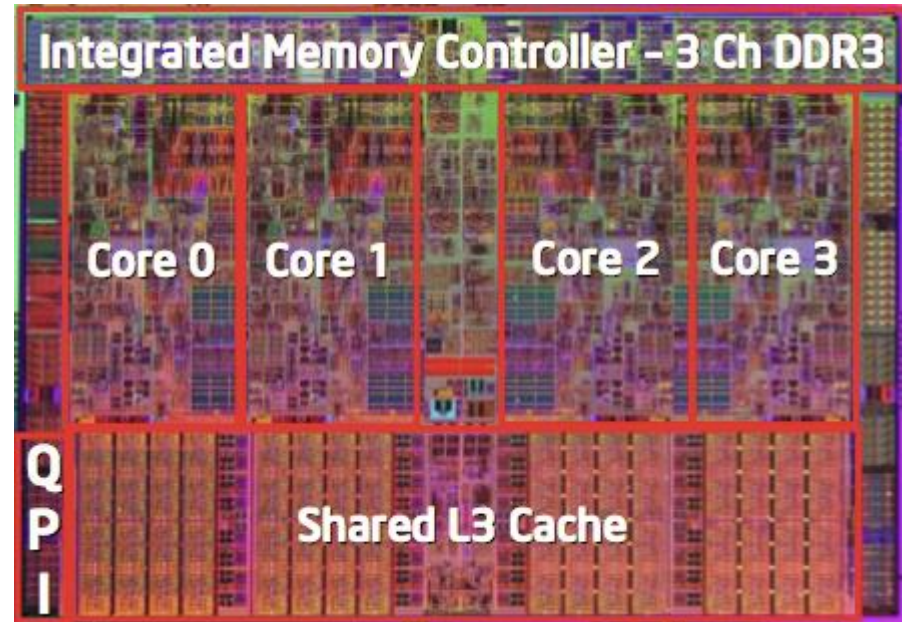 Integrated Memory Controller - 3 Ch DDR3
Core 0
Core 1
Core 2
Core 3
Q
P
I
Shared L3 Cache